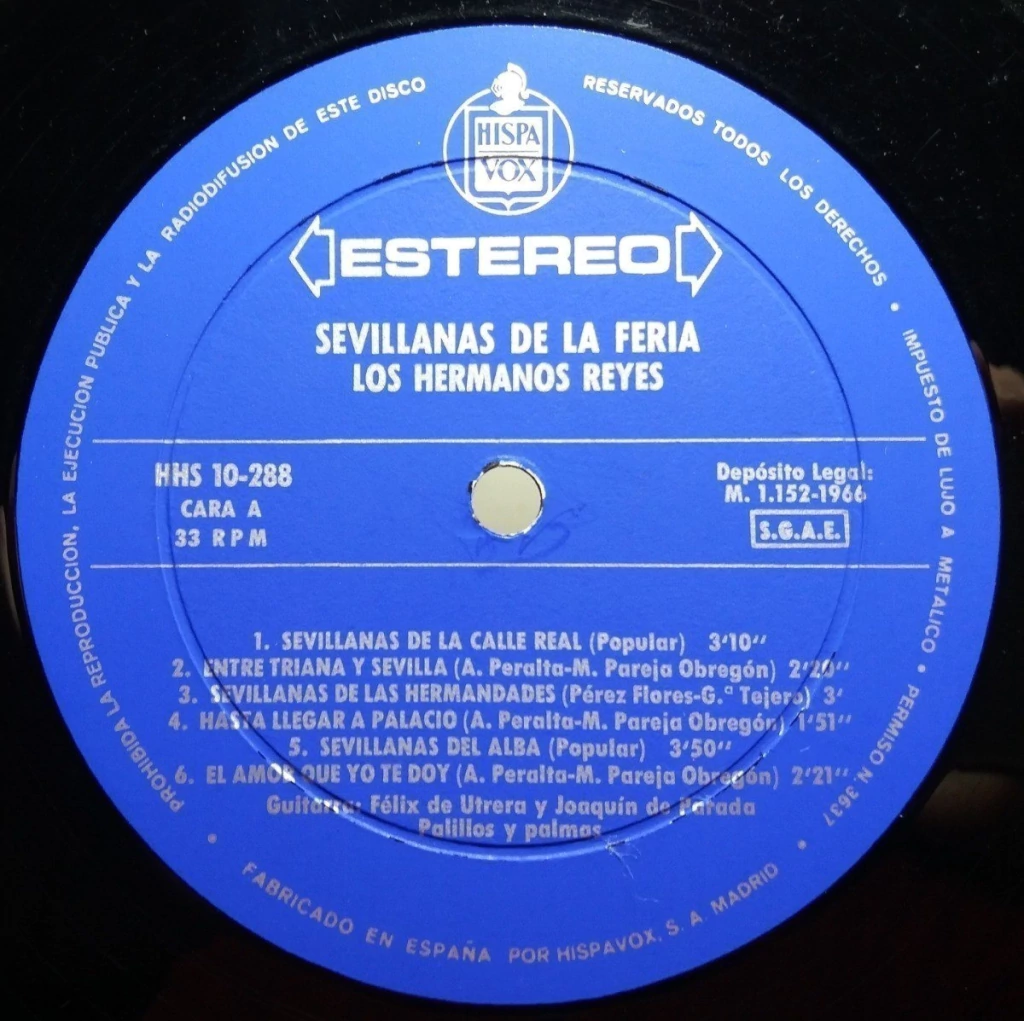 PROHIBIDA LA REPRODUCCION, LA EJECUCION PUBLICA Y LA RADIODIFUSION DE ESTE DISCO
RESERVADOS TODOS LOS DERECHOS • IMPUESTO DE LUJO A METALICO • PERMISO N. 3637
HISPA
VOX
ESTEREO
SEVILLANAS DE LA FERIA
LOS HERMANOS REYES
HHS 10-288
CARA A
33 RPM
Depósito Legal:
M. 1.152-1966
S.G.A.E.
1. SEVILLANAS DE LA CALLE REAL (Popular) 3'10''
2. ENTRE TRIANA Y SEVILLA (A. Peralta-M. Pareja Obregón) 2'20''
3. SEVILLANAS DE LAS HERMANDADES (Pérez Flores-G.ª Tejero) 3'
4. HASTA LLEGAR A PALACIO (A. Peralta-M. Pareja Obregón) 1'51''
5. SEVILLANAS DEL ALBA (Popular) 3'50''
6. EL AMOR QUE YO TE DOY (A. Peralta-M. Pareja Obregón) 2'21''
Guitarra: Félix de Utrera y Joaquín de Parada
Palillos y palmas
• FABRICADO EN ESPAÑA POR HISPAVOX, S. A. MADRID •